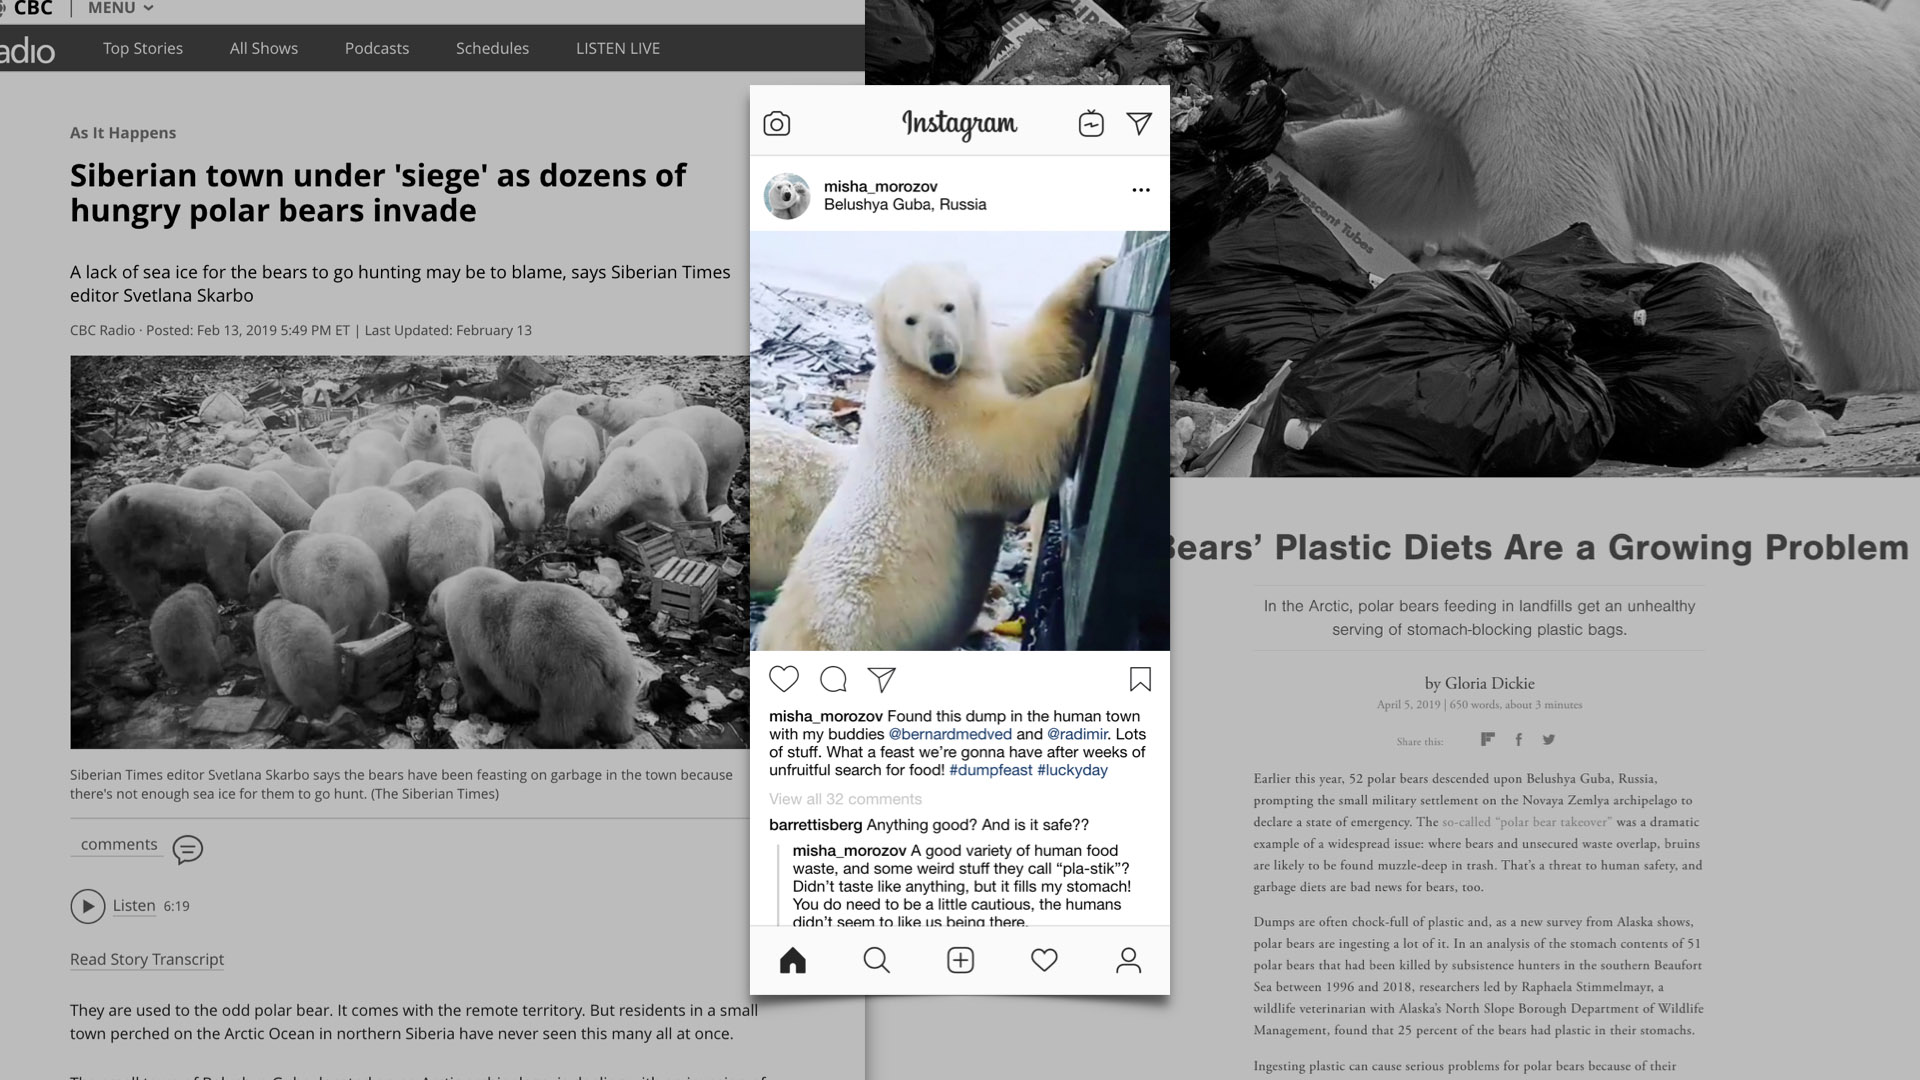 CBC
MENU
adio
Top Stories
All Shows
Podcasts
Schedules
LISTEN LIVE
As It Happens
Siberian town under 'siege' as dozens of
hungry polar bears invade
A lack of sea ice for the bears to go hunting may be to blame, says Siberian Times
editor Svetlana Skarbo
CBC Radio · Posted: Feb 13, 2019 5:49 PM ET | Last Updated: February 13
Siberian Times editor Svetlana Skarbo says the bears have been feasting on garbage in the town because
there's not enough sea ice for them to go hunt. (The Siberian Times)
comments
Listen 6:19
Read Story Transcript
They are used to the odd polar bear. It comes with the remote territory. But residents in a small
town perched on the Arctic Ocean in northern Siberia have never seen this many all at once.
Instagram
misha_morozov
Belushya Guba, Russia
misha_morozov Found this dump in the human town
with my buddies @bernardmedved and @radimir. Lots
of stuff. What a feast we’re gonna have after weeks of
unfruitful search for food! #dumpfeast #luckyday
View all 32 comments
barrettisberg Anything good? And is it safe??
misha_morozov A good variety of human food
waste, and some weird stuff they call “pla-stik”?
Didn’t taste like anything, but it fills my stomach!
You do need to be a little cautious, the humans
didn’t seem to like us being there.
Tubes
Bears’ Plastic Diets Are a Growing Problem
In the Arctic, polar bears feeding in landfills get an unhealthy
serving of stomach-blocking plastic bags.
by Gloria Dickie
April 5, 2019 | 650 words, about 3 minutes
Share this:
Earlier this year, 52 polar bears descended upon Belushya Guba, Russia,
prompting the small military settlement on the Novaya Zemlya archipelago to
declare a state of emergency. The so-called “polar bear takeover” was a dramatic
example of a widespread issue: where bears and unsecured waste overlap, bruins
are likely to be found muzzle-deep in trash. That’s a threat to human safety, and
garbage diets are bad news for bears, too.
Dumps are often chock-full of plastic and, as a new survey from Alaska shows,
polar bears are ingesting a lot of it. In an analysis of the stomach contents of 51
polar bears that had been killed by subsistence hunters in the southern Beaufort
Sea between 1996 and 2018, researchers led by Raphaela Stimmelmayr, a
wildlife veterinarian with Alaska’s North Slope Borough Department of Wildlife
Management, found that 25 percent of the bears had plastic in their stomachs.
Ingesting plastic can cause serious problems for polar bears because of their